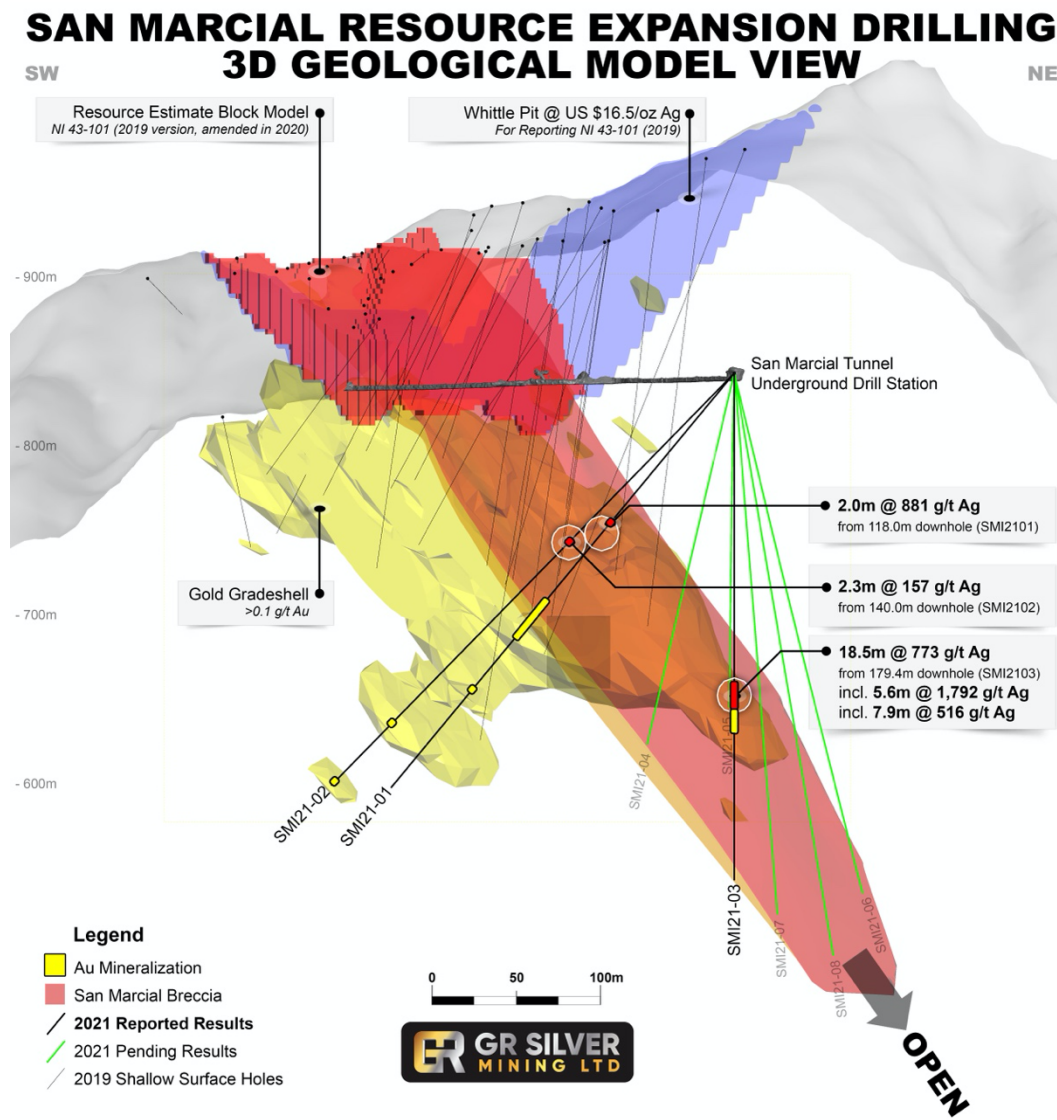 SAN MARCIAL RESOURCE EXPANSION DRILLING
3D GEOLOGICAL MODEL VIEW
SW
NE
Resource Estimate Block Model
NI 43-101 (2019 version, amended in 2020)
Whittle Pit @ US $16.5/oz Ag
For Reporting NI 43-101 (2019)
- 900m
San Marcial Tunnel
Underground Drill Station
- 800m
2.0m @ 881 g/t Ag
from 118.0m downhole (SMI2101)
2.3m @ 157 g/t Ag
from 140.0m downhole (SMI2102)
Gold Gradeshell
>0.1 g/t Au
- 700m
18.5m @ 773 g/t Ag
from 179.4m downhole (SMI2103)
incl. 5.6m @ 1,792 g/t Ag
incl. 7.9m @ 516 g/t Ag
- 600m
SMI21-02
SMI21-01
SMI21-04
SMI21-05
SMI21-03
SMI21-07
SMI21-08
SMI21-06
OPEN
Legend
Au Mineralization
San Marcial Breccia
2021 Reported Results
2021 Pending Results
2019 Shallow Surface Holes
0 50 100m
GR SILVER
MINING LTD